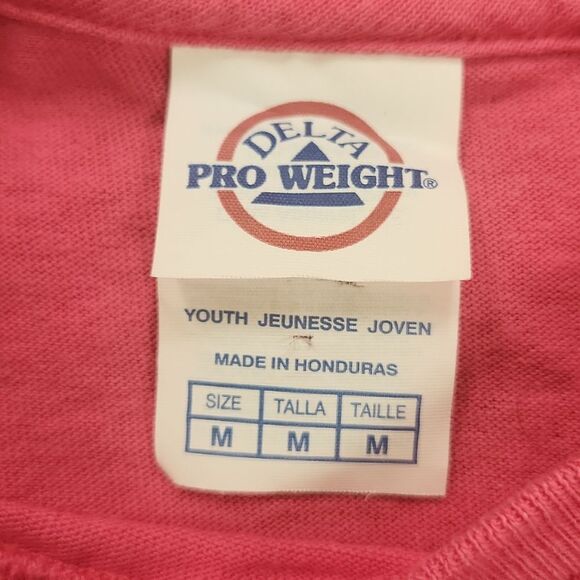 DELTA
PRO WEIGHT®
YOUTH JEUNESSE JOVEN
MADE IN HONDURAS
SIZE TALLA TAILLE
M M M